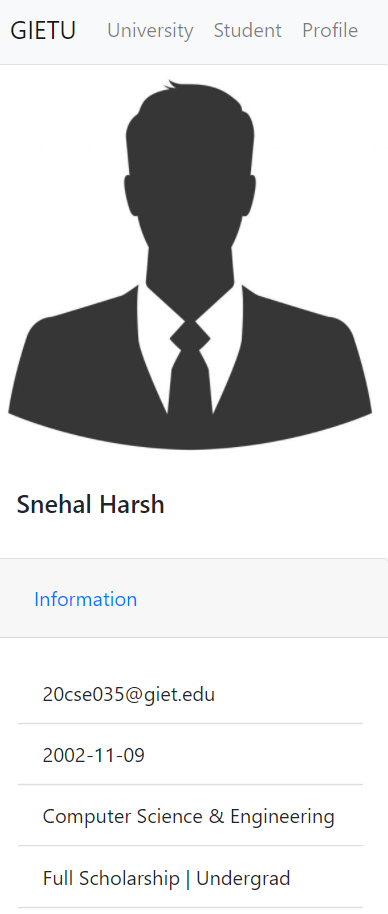 GIETU University Student Profile
Snehal Harsh
Information
20cse035@giet.edu
2002-11-09
Computer Science & Engineering
Full Scholarship | Undergrad